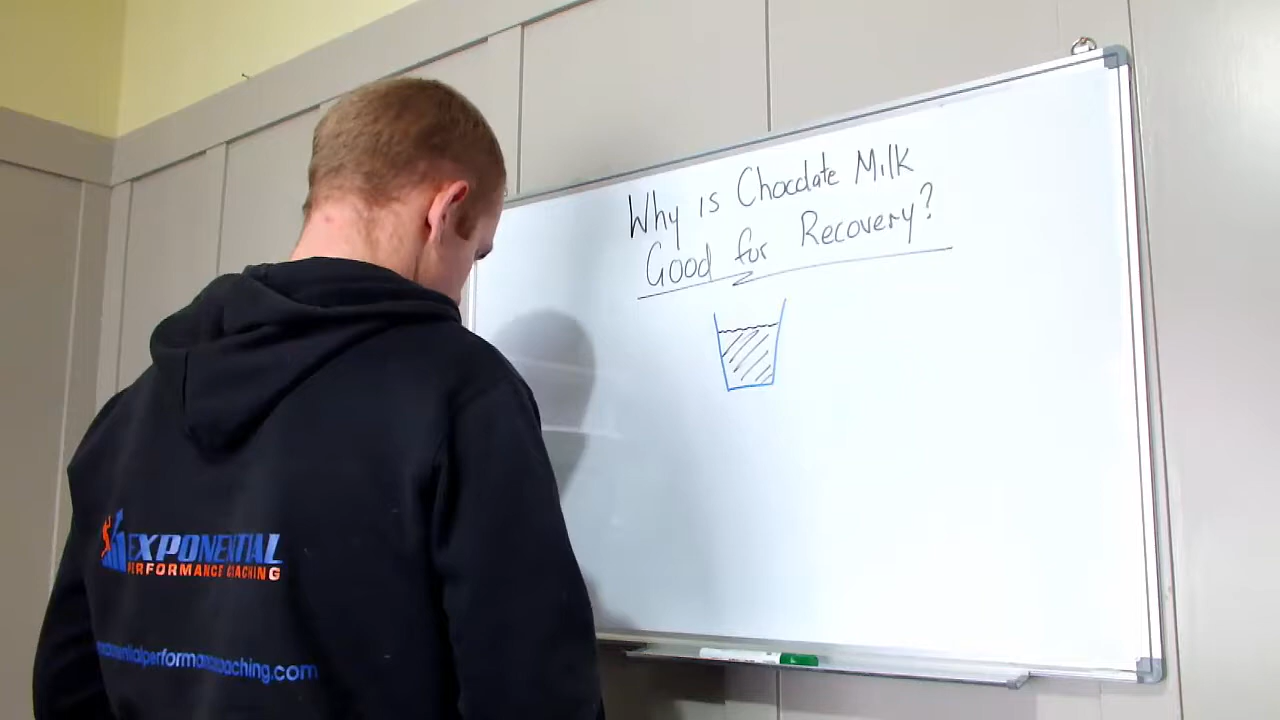 Why is Chocolate Milk
Good for Recovery?
EXPONENTIAL
PERFORMANCE COACHING